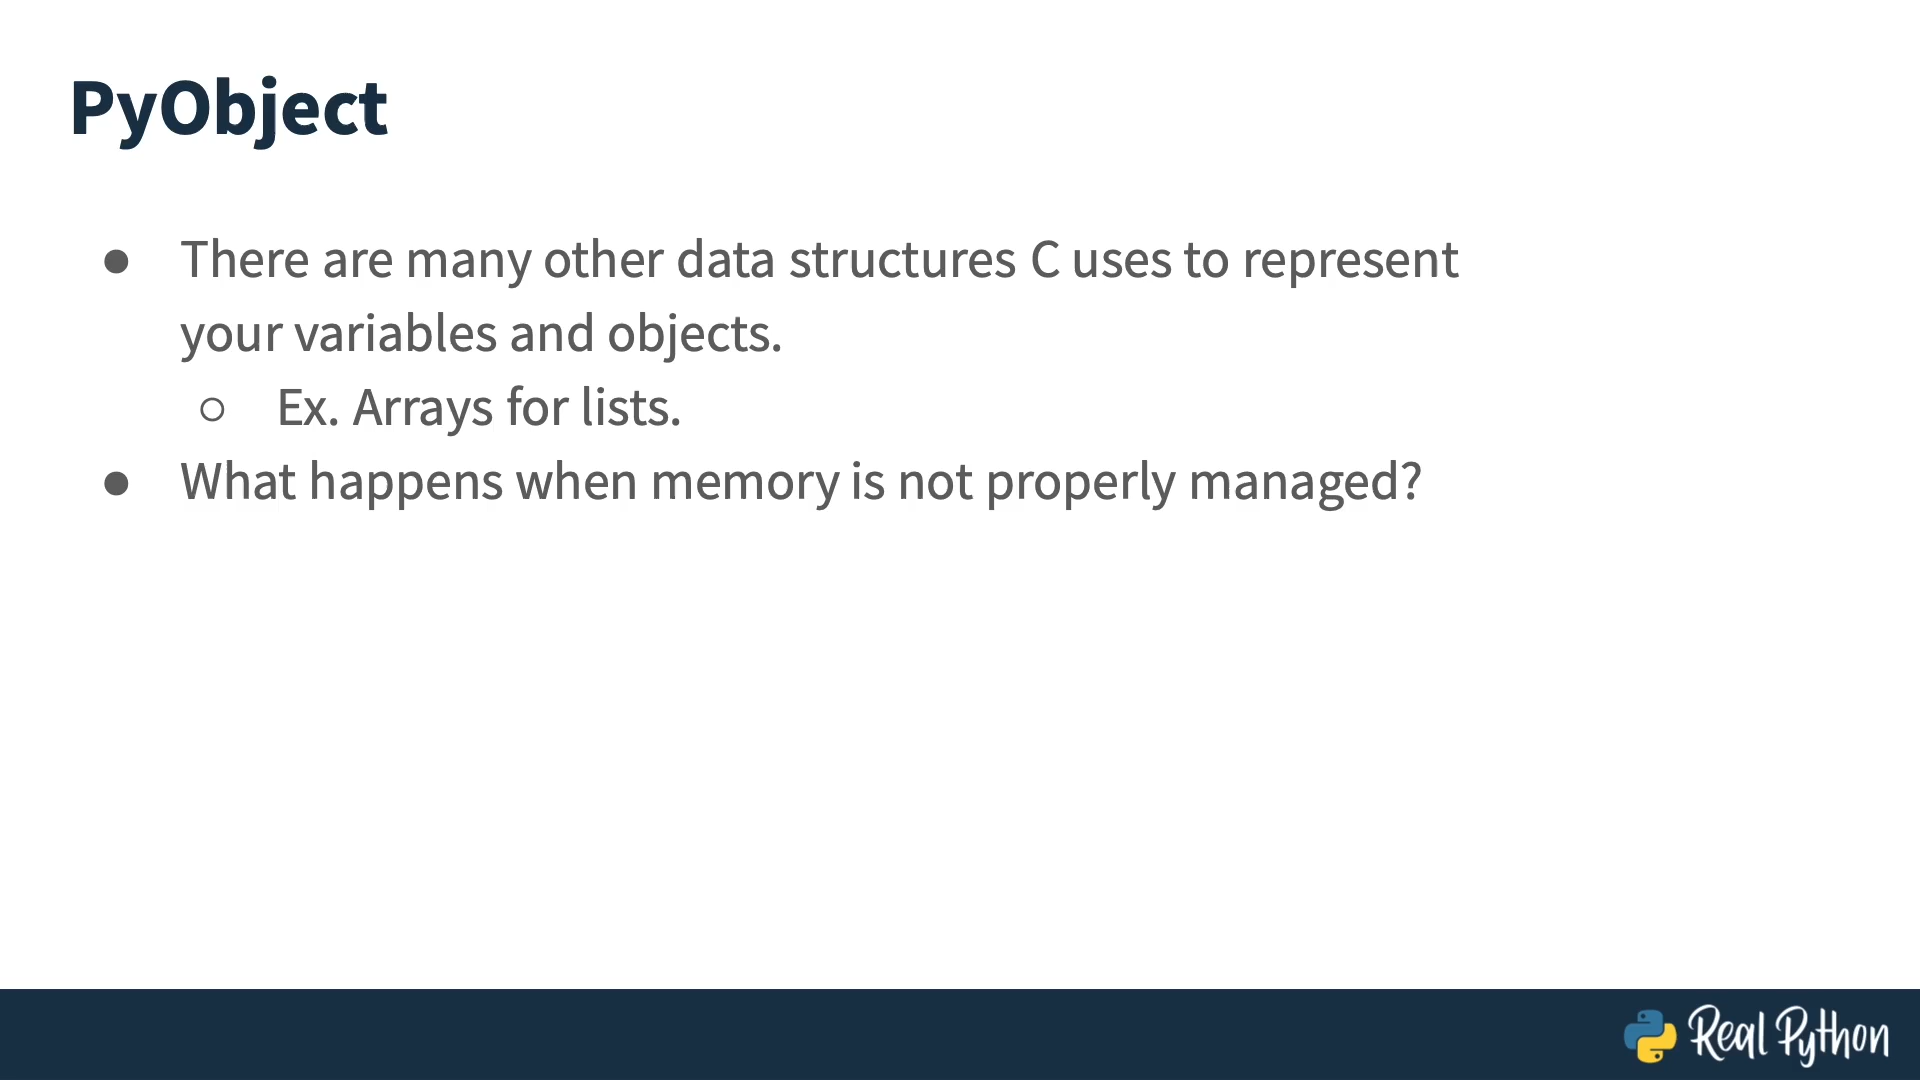 PyObject
● There are many other data structures C uses to represent
your variables and objects.
○ Ex. Arrays for lists.
● What happens when memory is not properly managed?
Real Python